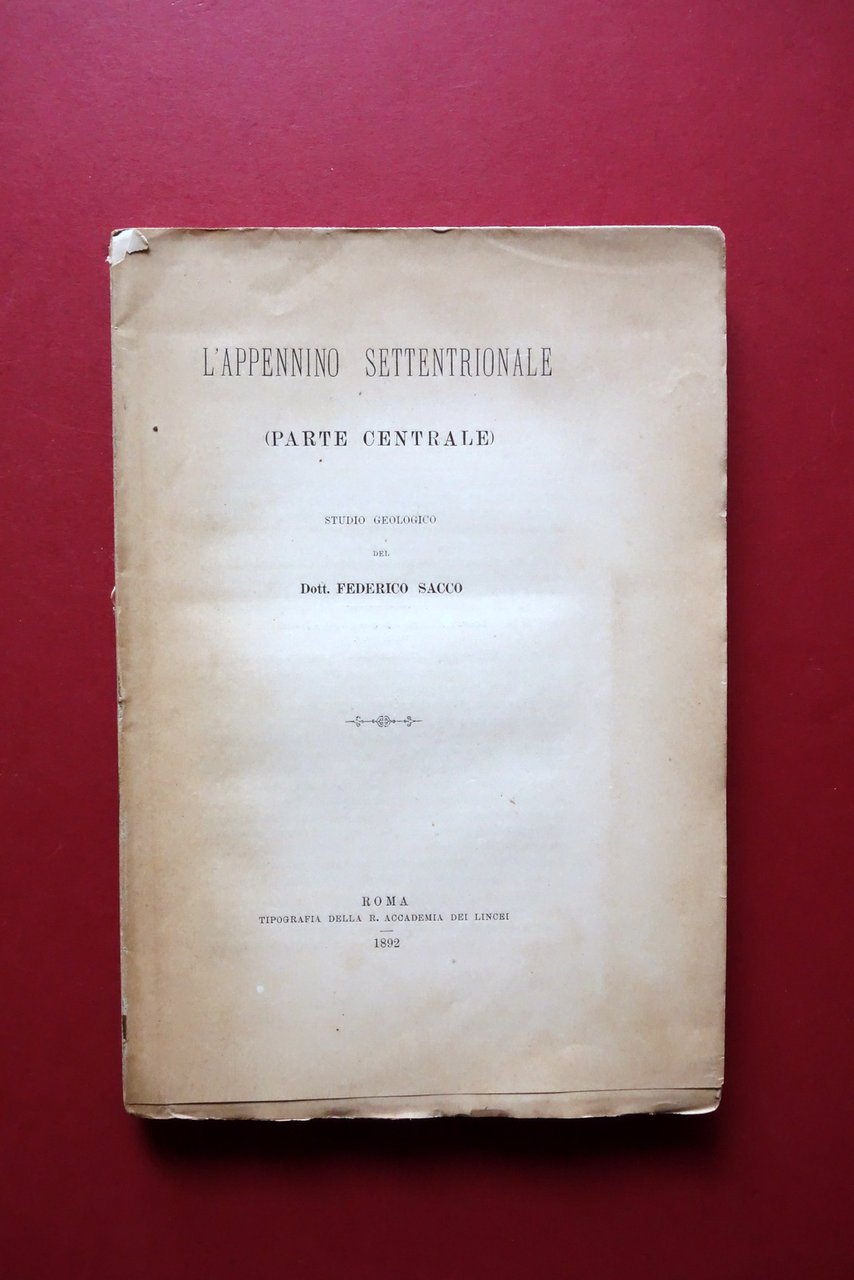 L'APPENNINO SETTENTRIONALE
(PARTE CENTRALE)
STUDIO GEOLOGICO
DEL
Dott. FEDERICO SACCO
ROMA
TIPOGRAFIA DELLA R. ACCADEMIA DEI LINCEI
1892